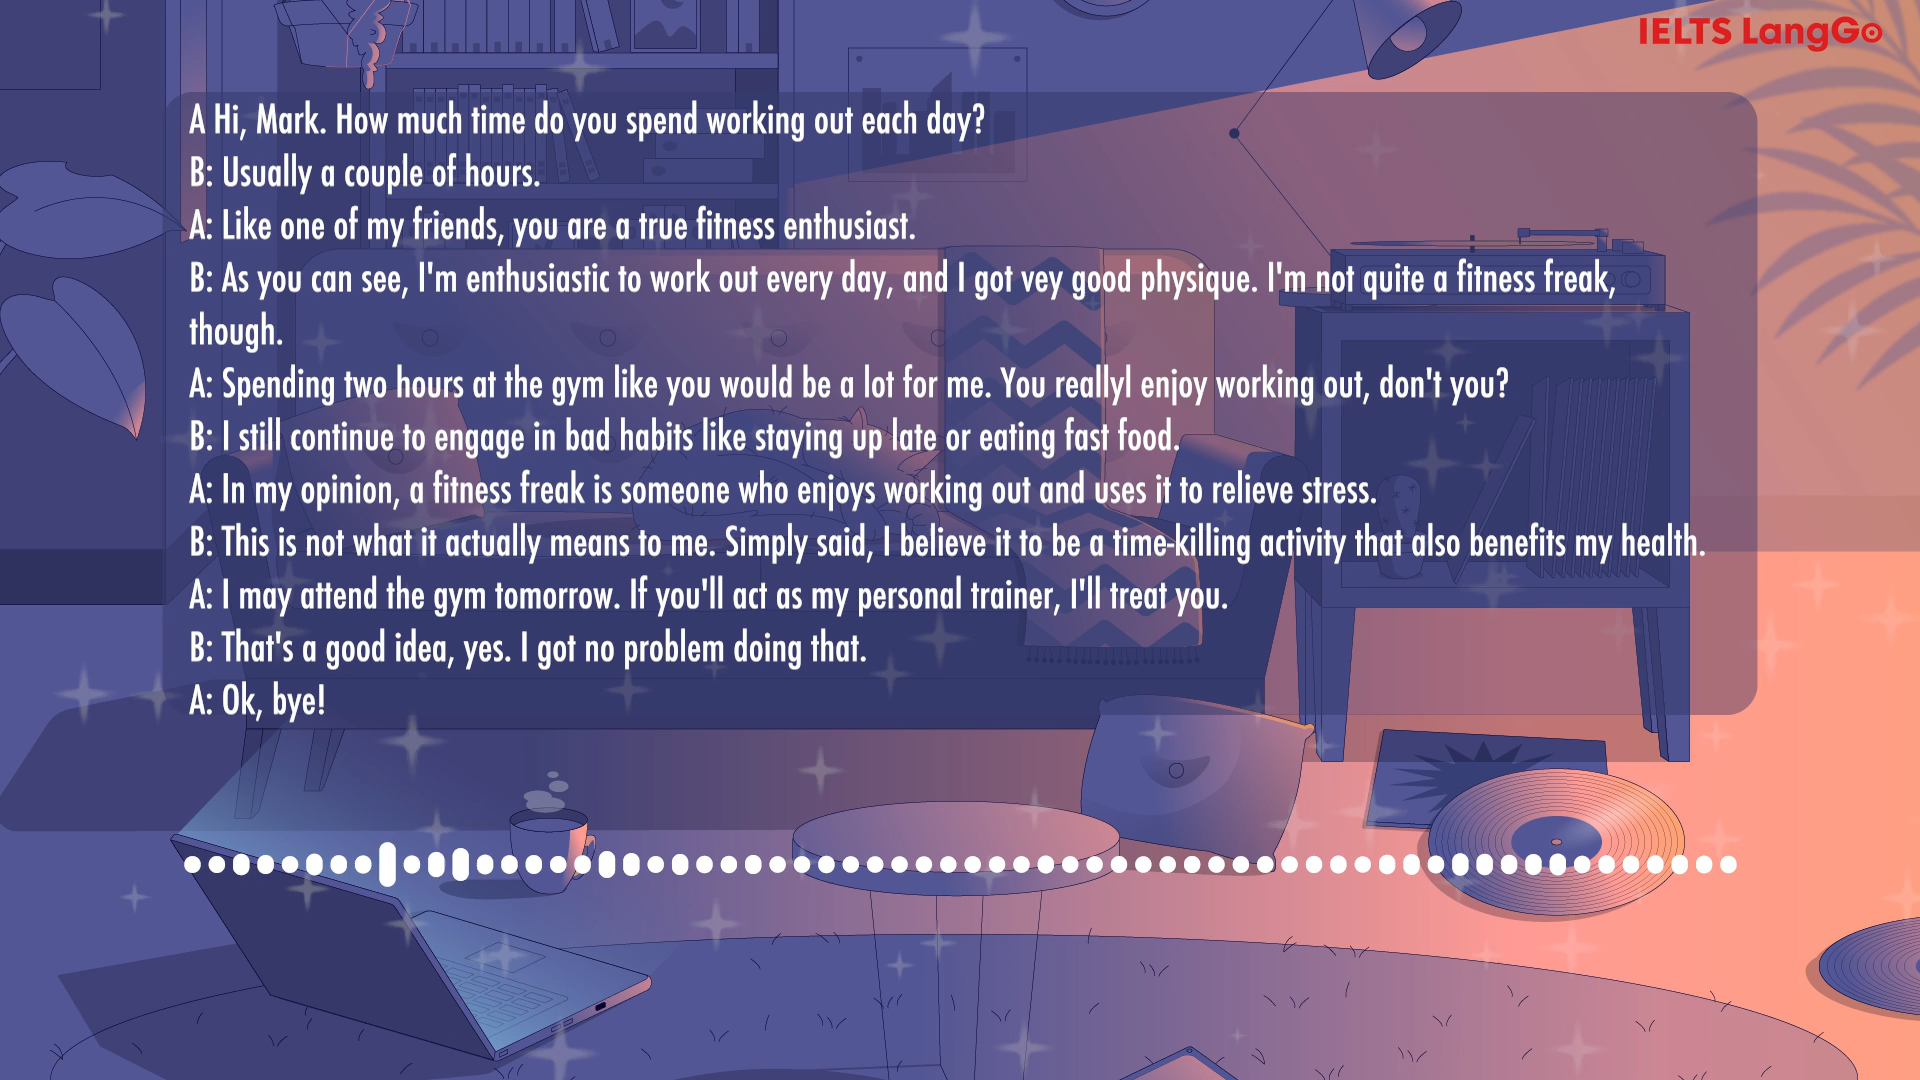 IELTS LangGo
A Hi, Mark. How much time do you spend working out each day?
B: Usually a couple of hours.
A: Like one of my friends, you are a true fitness enthusiast.
B: As you can see, I'm enthusiastic to work out every day, and I got vey good physique. I'm not quite a fitness freak,
though.
A: Spending two hours at the gym like you would be a lot for me. You reallyl enjoy working out, don't you?
B: I still continue to engage in bad habits like staying up late or eating fast food.
A: In my opinion, a fitness freak is someone who enjoys working out and uses it to relieve stress.
B: This is not what it actually means to me. Simply said, I believe it to be a time-killing activity that also benefits my health.
A: I may attend the gym tomorrow. If you'll act as my personal trainer, I'll treat you.
B: That's a good idea, yes. I got no problem doing that.
A: Ok, bye!